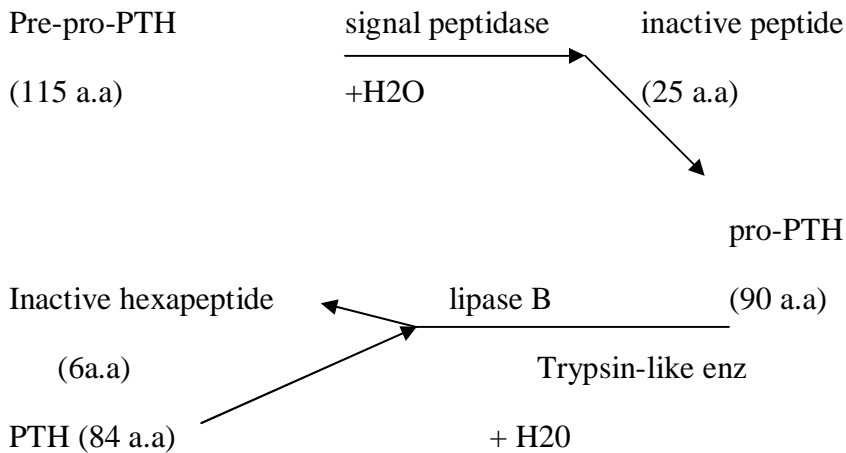 Pre-pro-PTH signal peptidase inactive peptide
(115 a.a) +H2O (25 a.a)
pro-PTH
Inactive hexapeptide lipase B (90 a.a)
(6a.a) Trypsin-like enz
PTH (84 a.a) + H20